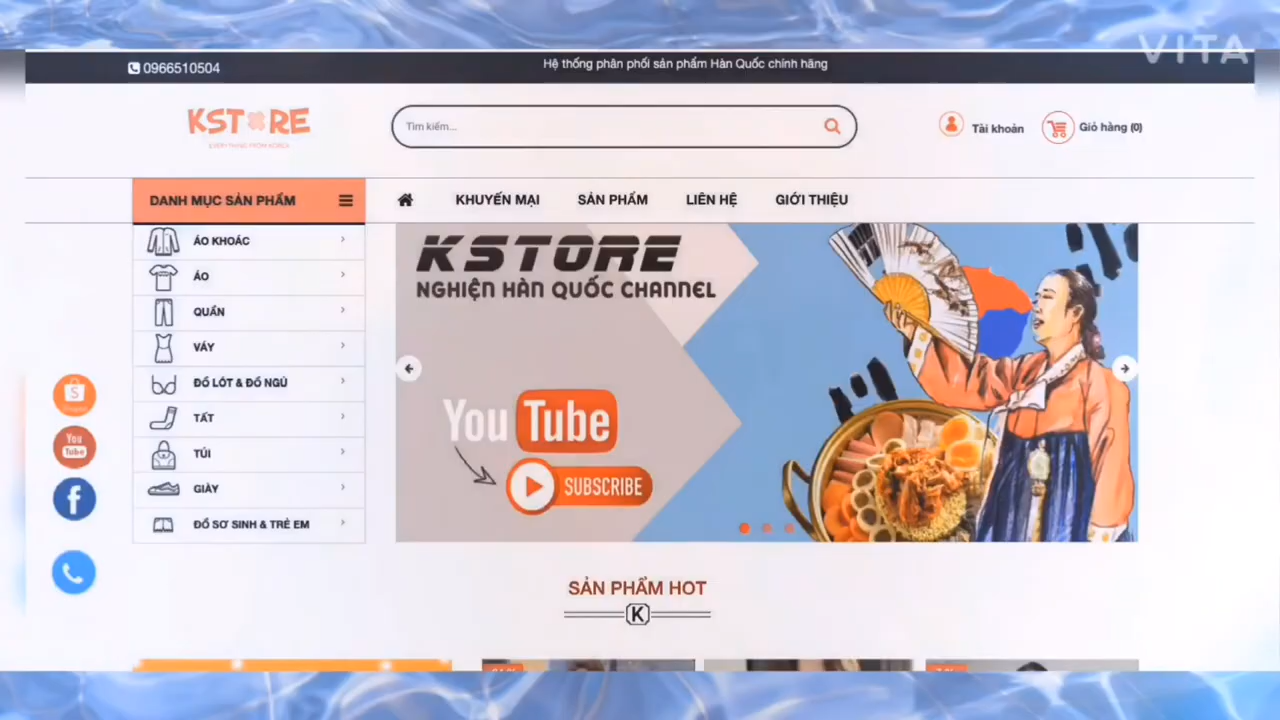 VITA
0966510504
Hệ thống phân phối sản phẩm Hàn Quốc chính hãng
KSTORE
EVERYTHING FROM KOREA
Tìm kiếm...
Tài khoản
Giỏ hàng (0)
DANH MỤC SẢN PHẨM
KHUYẾN MẠI
SẢN PHẨM
LIÊN HỆ
GIỚI THIỆU
ÁO KHOÁC
ÁO
QUẦN
VÁY
ĐỒ LÓT & ĐỒ NGỦ
TẤT
TÚI
GIÀY
ĐỒ SƠ SINH & TRẺ EM
KSTORE
NGHIỆN HÀN QUỐC CHANNEL
YouTube
SUBSCRIBE
S
You
Tube
f
SẢN PHẨM HOT
K